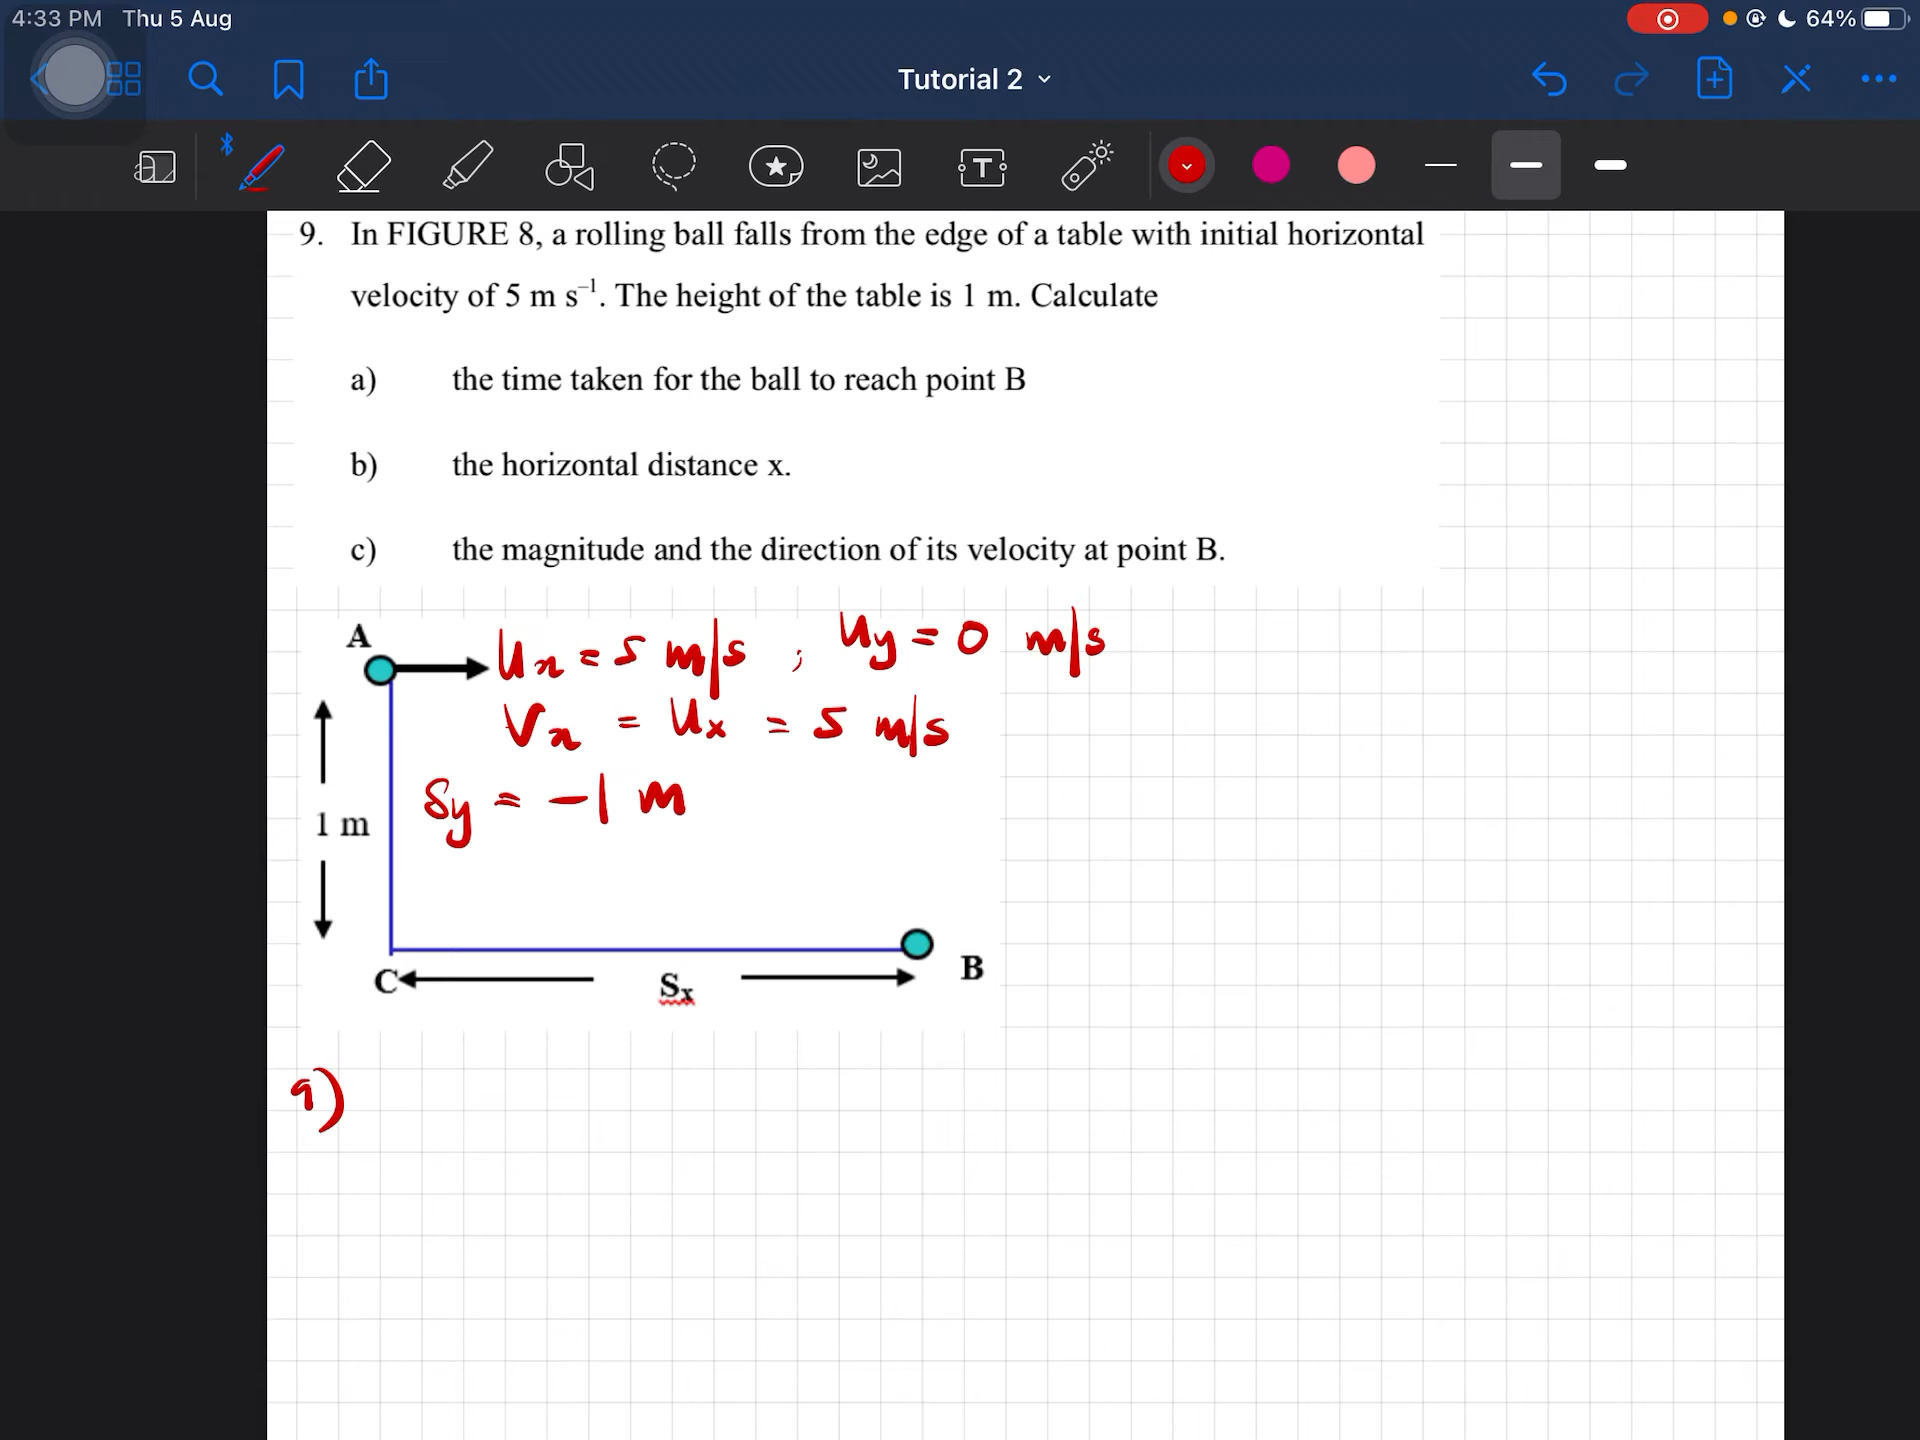 4:33 PM Thu 5 Aug
64%
Tutorial 2
9. In FIGURE 8, a rolling ball falls from the edge of a table with initial horizontal
velocity of 5 m s⁻¹. The height of the table is 1 m. Calculate
a) the time taken for the ball to reach point B
b) the horizontal distance x.
c) the magnitude and the direction of its velocity at point B.
A
Ux = 5 m/s ; Uy = 0 m/s
Vx = Ux = 5 m/s
Sy = -1 m
1 m
C Sx B
a)